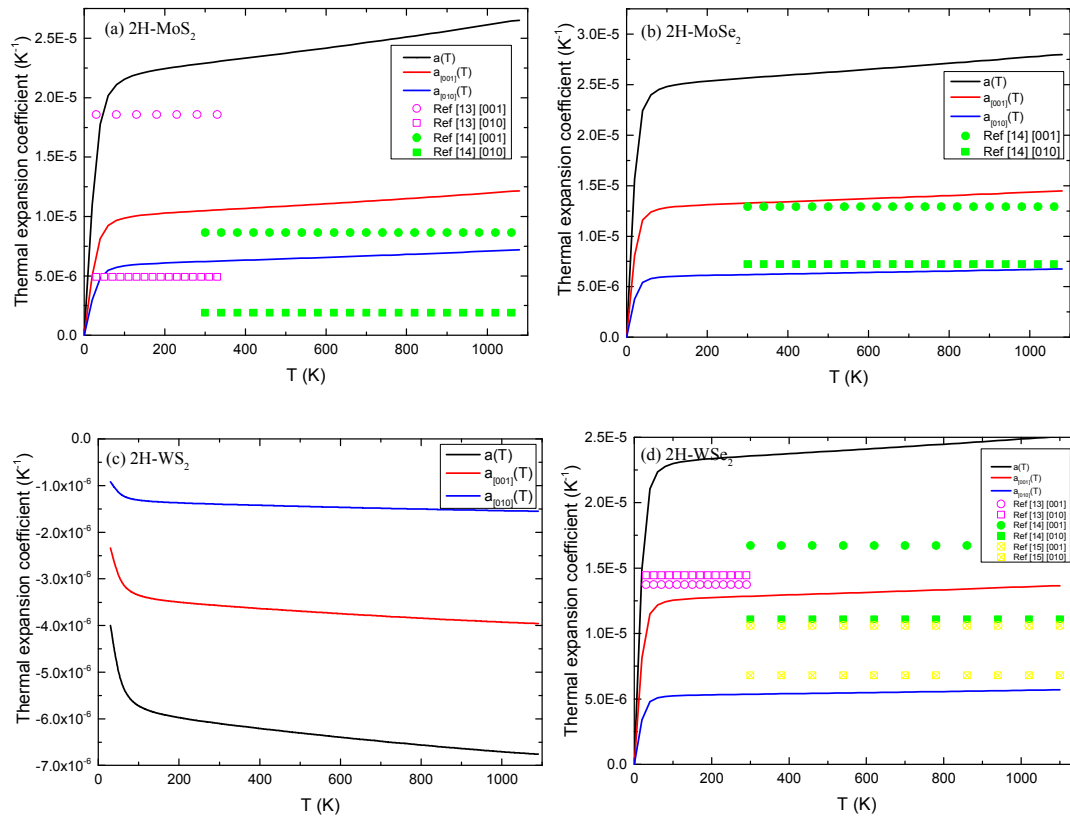 (a) 2H-MoS₂
Thermal expansion coefficient (K⁻¹)
2.5E-5
2.0E-5
1.5E-5
1.0E-5
5.0E-6
0.0
a(T)
a[001](T)
a[010](T)
Ref [13] [001]
Ref [13] [010]
Ref [14] [001]
Ref [14] [010]
0 200 400 600 800 1000
T (K)
(b) 2H-MoSe₂
Thermal expansion coefficient (K⁻¹)
3.0E-5
2.5E-5
2.0E-5
1.5E-5
1.0E-5
5.0E-6
0.0
a(T)
a[001](T)
a[010](T)
Ref [14] [001]
Ref [14] [010]
0 200 400 600 800 1000
T (K)
(c) 2H-WS₂
Thermal expansion coefficient (K⁻¹)
0.0
-1.0x10⁻⁶
-2.0x10⁻⁶
-3.0x10⁻⁶
-4.0x10⁻⁶
-5.0x10⁻⁶
-6.0x10⁻⁶
-7.0x10⁻⁶
a(T)
a[001](T)
a[010](T)
0 200 400 600 800 1000
T (K)
(d) 2H-WSe₂
Thermal expansion coefficient (K⁻¹)
2.5E-5
2.0E-5
1.5E-5
1.0E-5
5.0E-6
0.0
a(T)
a[001](T)
a[010](T)
Ref [13] [001]
Ref [13] [010]
Ref [14] [001]
Ref [14] [010]
Ref [15] [001]
Ref [15] [010]
0 200 400 600 800 1000
T (K)